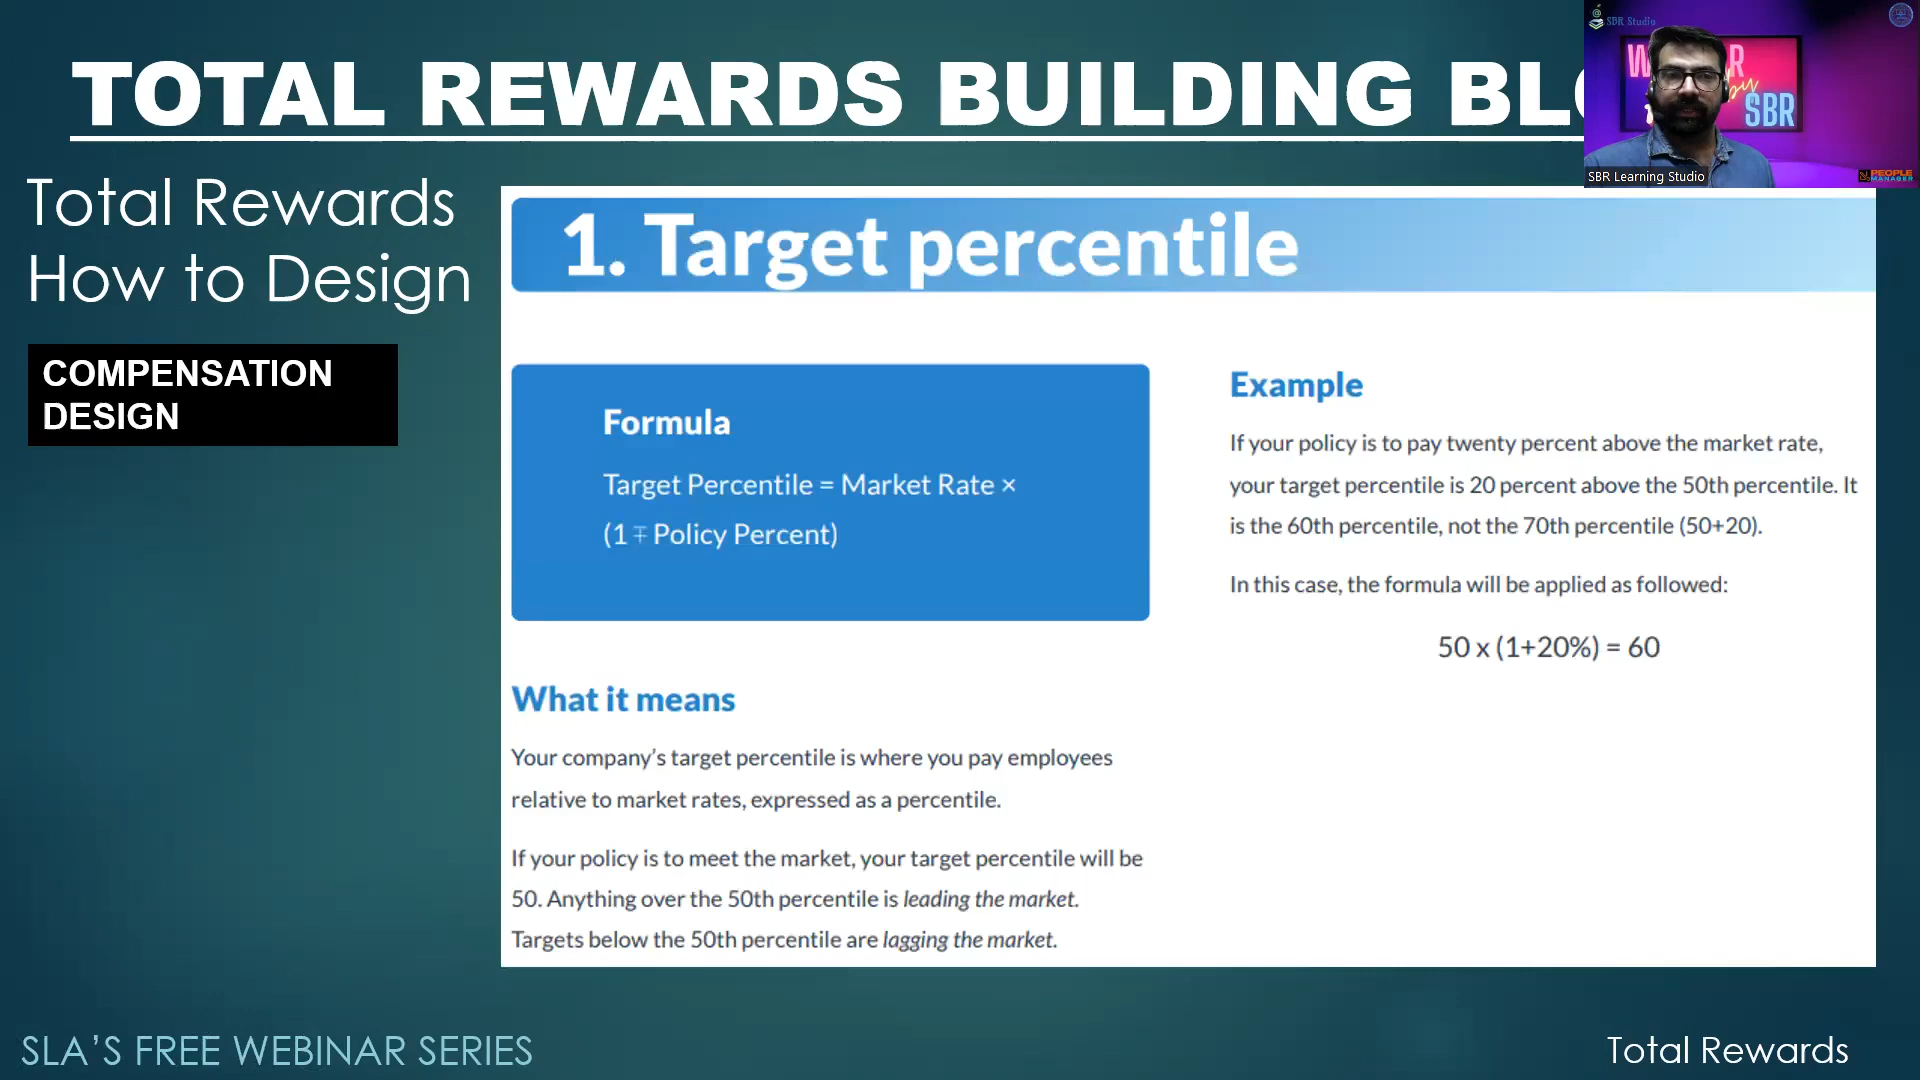 TOTAL REWARDS BUILDING BLO
SBR Studio
SBR
SBR Learning Studio
PEOPLE
MANAGER
Total Rewards
How to Design
COMPENSATION
DESIGN
1. Target percentile
Formula
Target Percentile = Market Rate ×
(1 ∓ Policy Percent)
What it means
Your company’s target percentile is where you pay employees
relative to market rates, expressed as a percentile.
If your policy is to meet the market, your target percentile will be
50. Anything over the 50th percentile is leading the market.
Targets below the 50th percentile are lagging the market.
Example
If your policy is to pay twenty percent above the market rate,
your target percentile is 20 percent above the 50th percentile. It
is the 60th percentile, not the 70th percentile (50+20).
In this case, the formula will be applied as followed:
50 x (1+20%) = 60
SLA’S FREE WEBINAR SERIES
Total Rewards